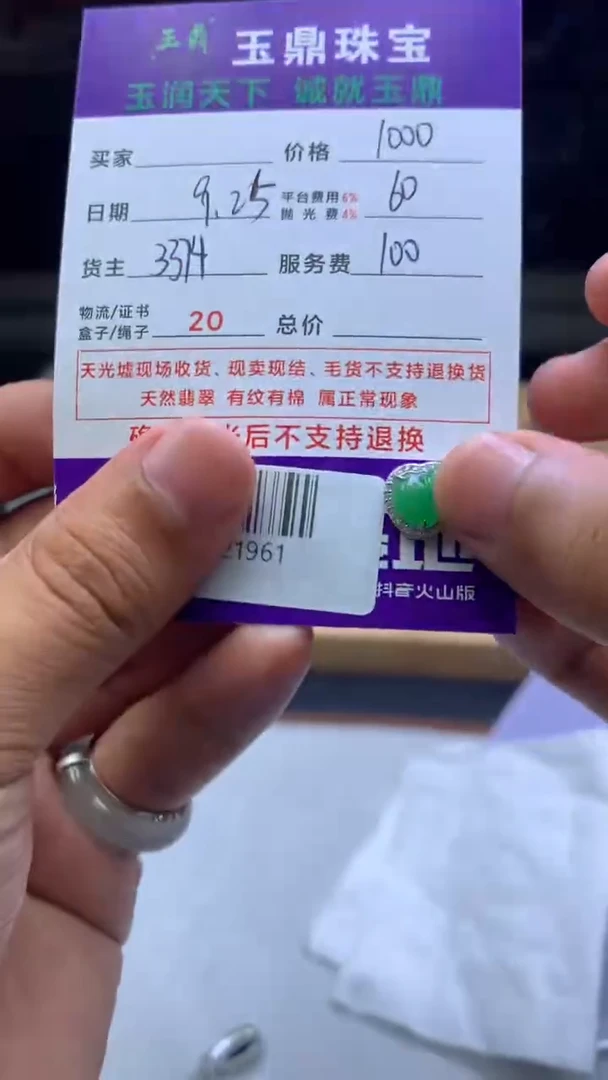 玉鼎 玉鼎珠宝
玉润天下 诚就玉鼎
买家 价格 1000
日期 9.25 平台费用6% 抛光费4% 60
货主 3374 服务费 100
物流/证书 盒子/绳子 20 总价
天光墟现场收货、现卖现结、毛货不支持退换货
天然翡翠 有纹有棉 属正常现象
后不支持退换
21961
抖音火山版